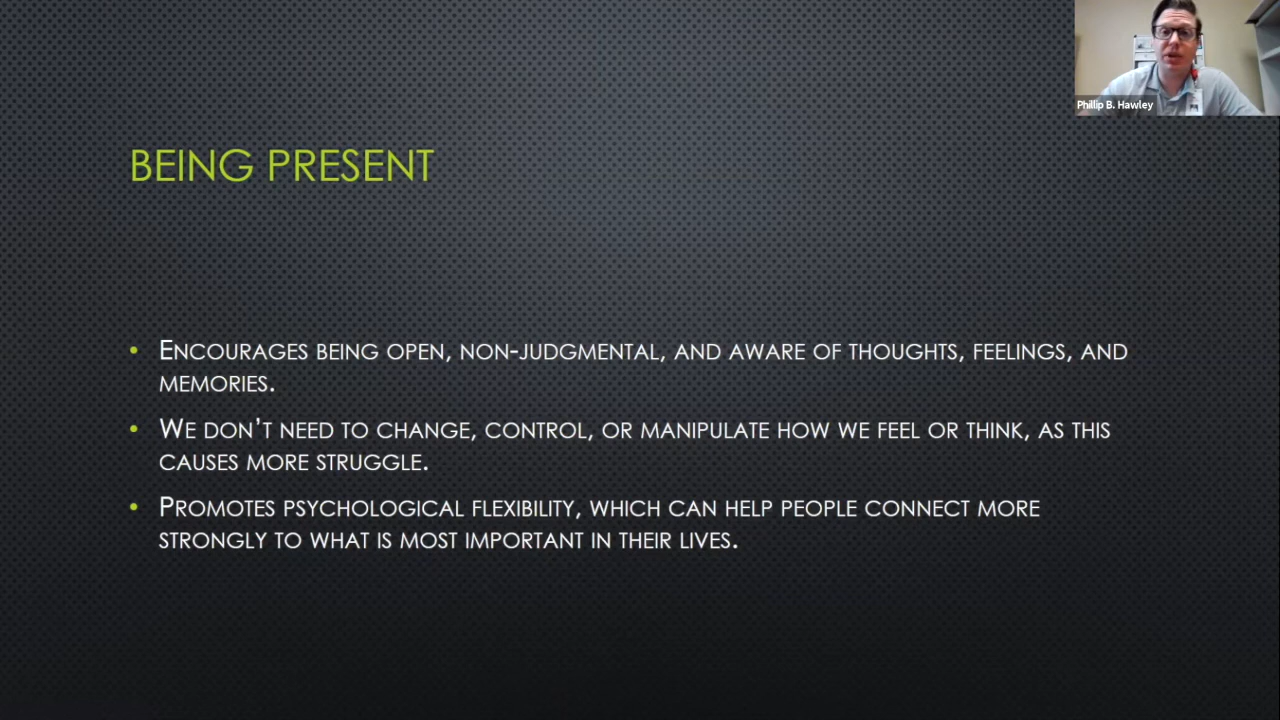 Phillip B. Hawley
BEING PRESENT
• ENCOURAGES BEING OPEN, NON-JUDGMENTAL, AND AWARE OF THOUGHTS, FEELINGS, AND
MEMORIES.
• WE DON'T NEED TO CHANGE, CONTROL, OR MANIPULATE HOW WE FEEL OR THINK, AS THIS
CAUSES MORE STRUGGLE.
• PROMOTES PSYCHOLOGICAL FLEXIBILITY, WHICH CAN HELP PEOPLE CONNECT MORE
STRONGLY TO WHAT IS MOST IMPORTANT IN THEIR LIVES.